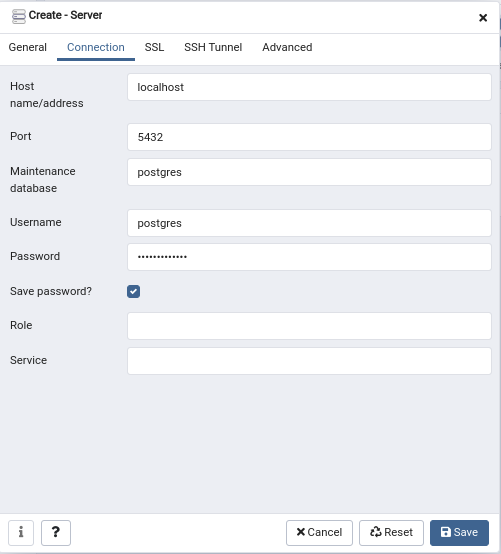 Create - Server
General Connection SSL SSH Tunnel Advanced
Host
name/address
localhost
Port
5432
Maintenance
database
postgres
Username
postgres
Password
•••••••••••••
Save password?
Role
Service
i ? Cancel Reset Save